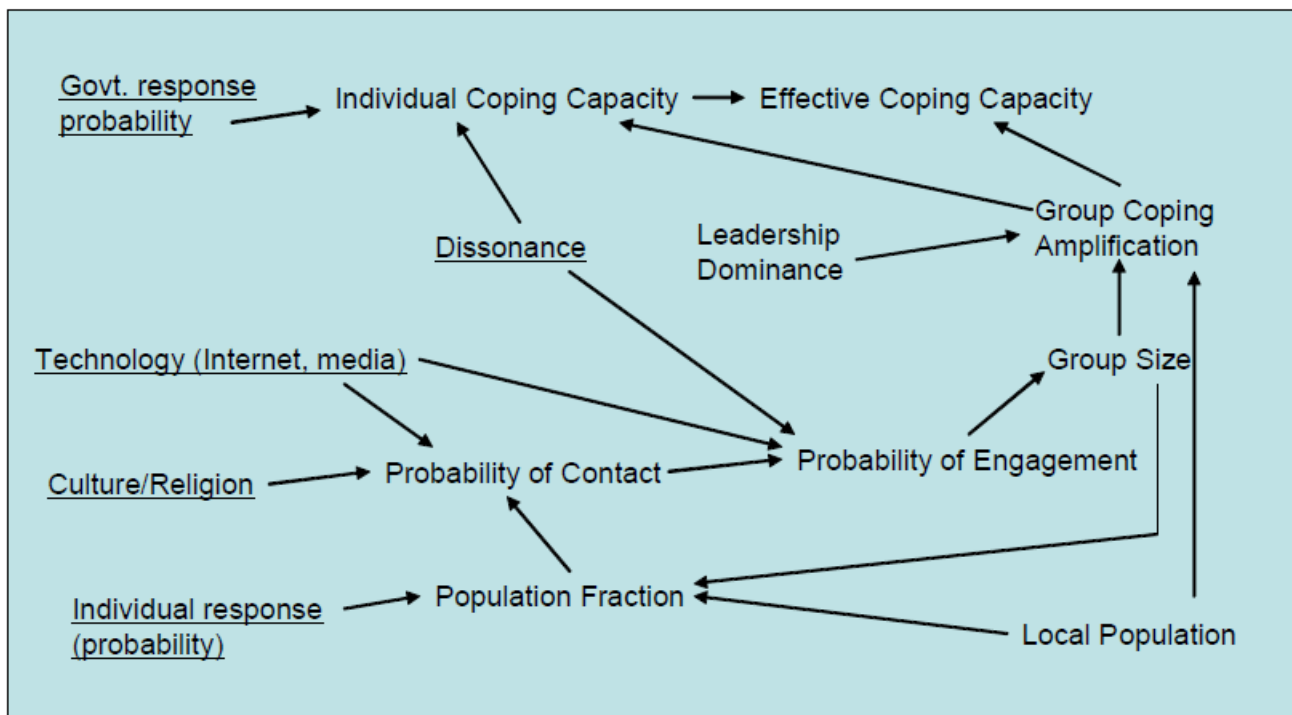 Govt. response
probability
Individual Coping Capacity
Effective Coping Capacity
Group Coping
Amplification
Leadership
Dominance
Dissonance
Technology (Internet, media)
Group Size
Probability of Contact
Probability of Engagement
Culture/Religion
Population Fraction
Individual response
(probability)
Local Population